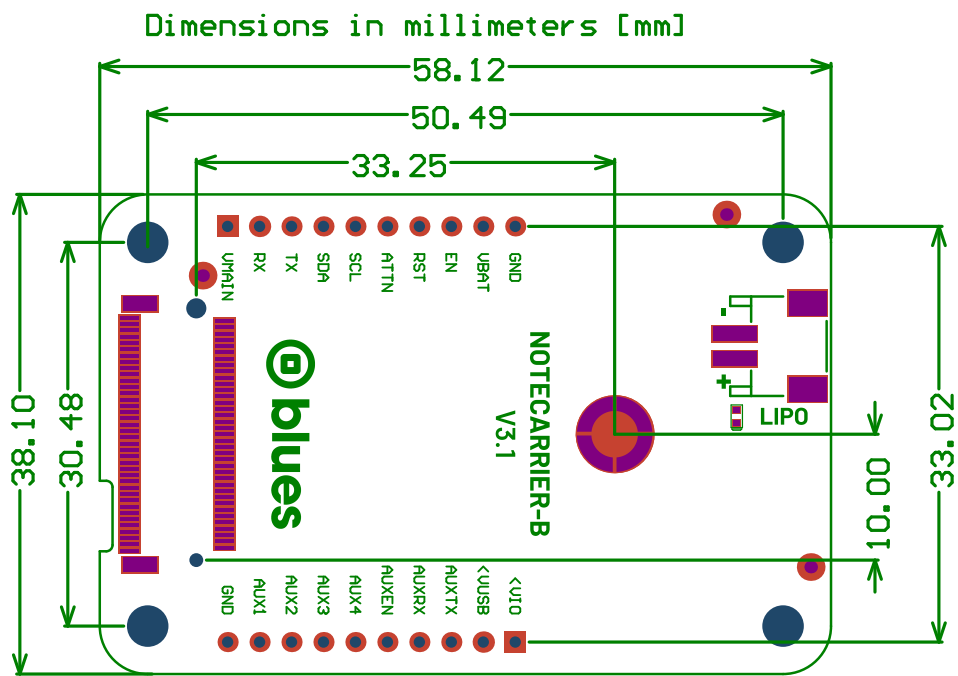 Dimensions in millimeters [mm]
58.12
50.49
33.25
VMAIN
RX
TX
SDA
SCL
ATTN
RST
EN
VBAT
GND
-
+
LIPO
blues
NOTECARRIER-B
V3.1
38.10
30.48
10.00
33.02
GND
AUX1
AUX2
AUX3
AUX4
AUXEN
AUXRX
AUXTX
<VUSB
<VIO